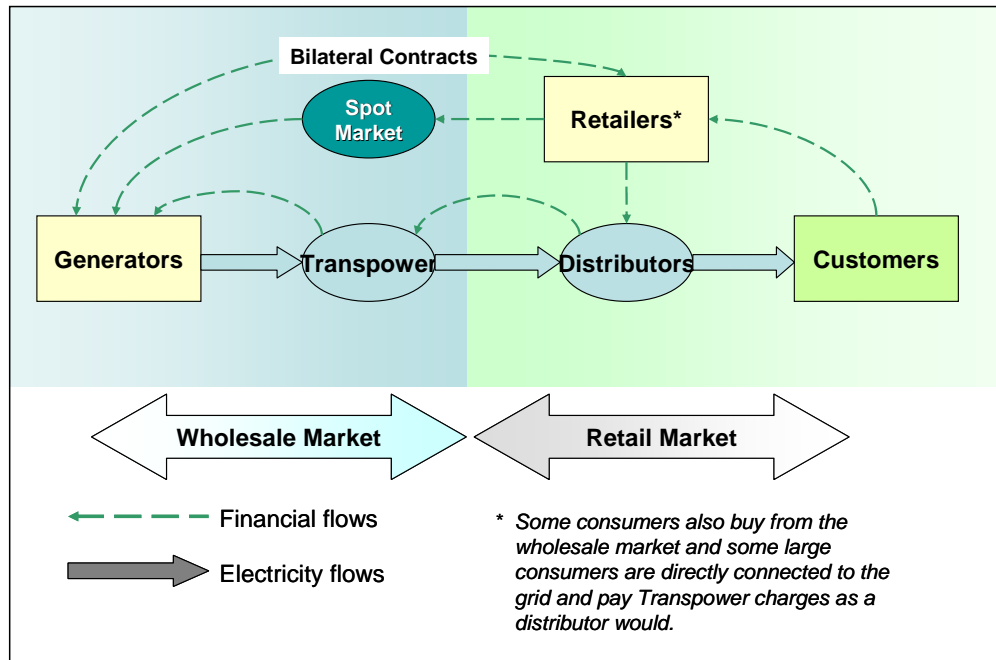 Bilateral Contracts
Spot
Market
Retailers*
Generators
Transpower
Distributors
Customers
Wholesale Market
Retail Market
Financial flows
Electricity flows
* Some consumers also buy from the
wholesale market and some large
consumers are directly connected to the
grid and pay Transpower charges as a
distributor would.